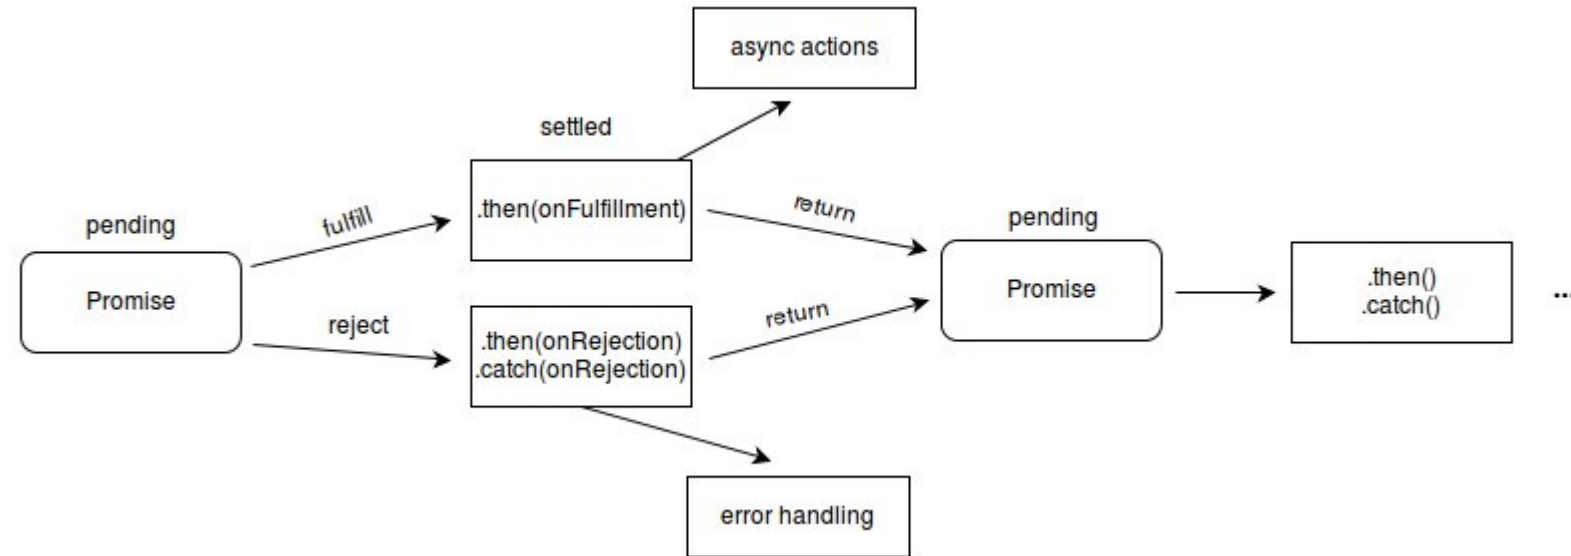 async actions
settled
.then(onFulfillment)
pending
fulfill
return
pending
Promise
Promise
.then()
.catch()
...
reject
.then(onRejection)
.catch(onRejection)
return
error handling